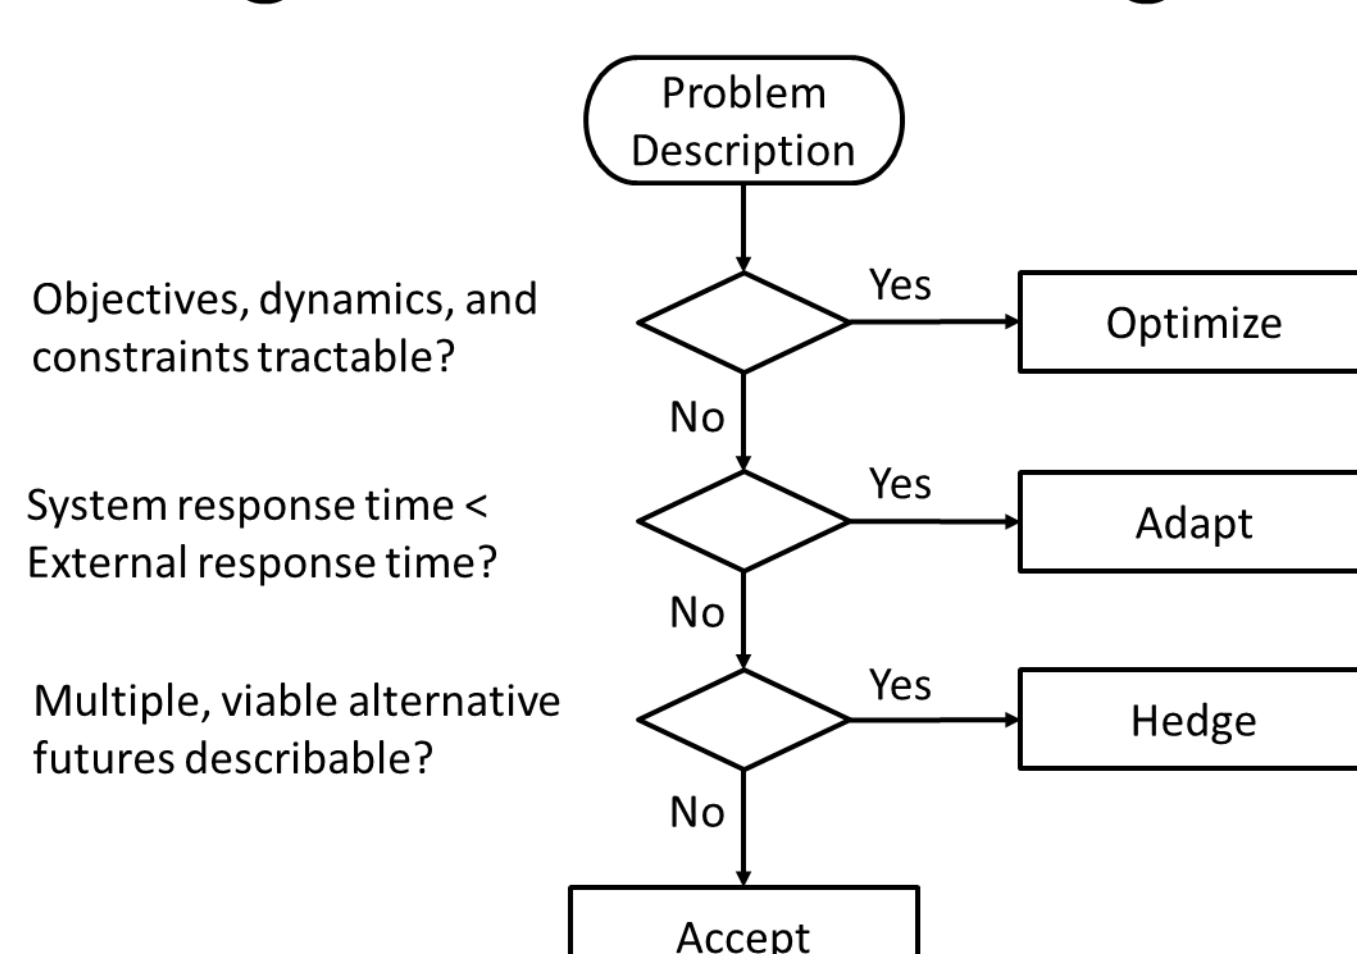 Problem
Description
Objectives, dynamics, and
constraints tractable?
Yes
Optimize
No
System response time <
External response time?
Yes
Adapt
No
Multiple, viable alternative
futures describable?
Yes
Hedge
No
Accept